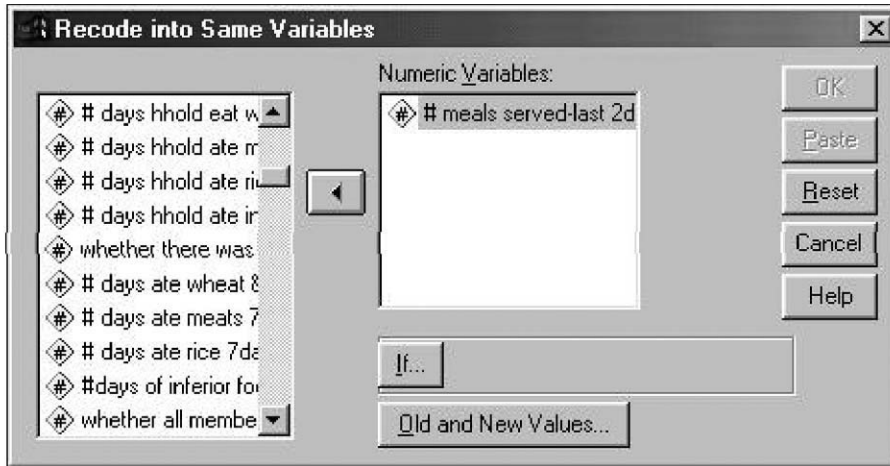 Recode into Same Variables
# days hhold eat w
# days hhold ate m
# days hhold ate ri
# days hhold ate in
whether there was
# days ate wheat &
# days ate meats 7
# days ate rice 7da
#days of inferior foo
whether all membe
Numeric Variables:
# meals served-last 2d
If...
Old and New Values...
OK
Paste
Reset
Cancel
Help